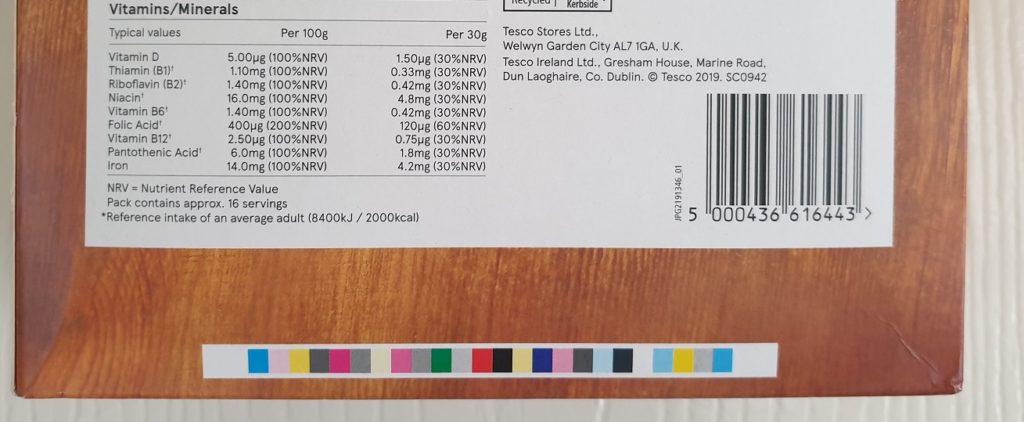 Vitamins/Minerals
Typical values Per 100g Per 30g
Vitamin D 5.00µg (100%NRV) 1.50µg (30%NRV)
Thiamin (B1)† 1.10mg (100%NRV) 0.33mg (30%NRV)
Riboflavin (B2)† 1.40mg (100%NRV) 0.42mg (30%NRV)
Niacin† 16.0mg (100%NRV) 4.8mg (30%NRV)
Vitamin B6† 1.40mg (100%NRV) 0.42mg (30%NRV)
Folic Acid† 400µg (200%NRV) 120µg (60%NRV)
Vitamin B12† 2.50µg (100%NRV) 0.75µg (30%NRV)
Pantothenic Acid† 6.0mg (100%NRV) 1.8mg (30%NRV)
Iron 14.0mg (100%NRV) 4.2mg (30%NRV)
NRV = Nutrient Reference Value
Pack contains approx. 16 servings
*Reference intake of an average adult (8400kJ / 2000kcal)
Recycled Kerbside
Tesco Stores Ltd.,
Welwyn Garden City AL7 1GA, U.K.
Tesco Ireland Ltd., Gresham House, Marine Road,
Dun Laoghaire, Co. Dublin. © Tesco 2019. SC0942
JPG2191346_01
5 000436 616443 >